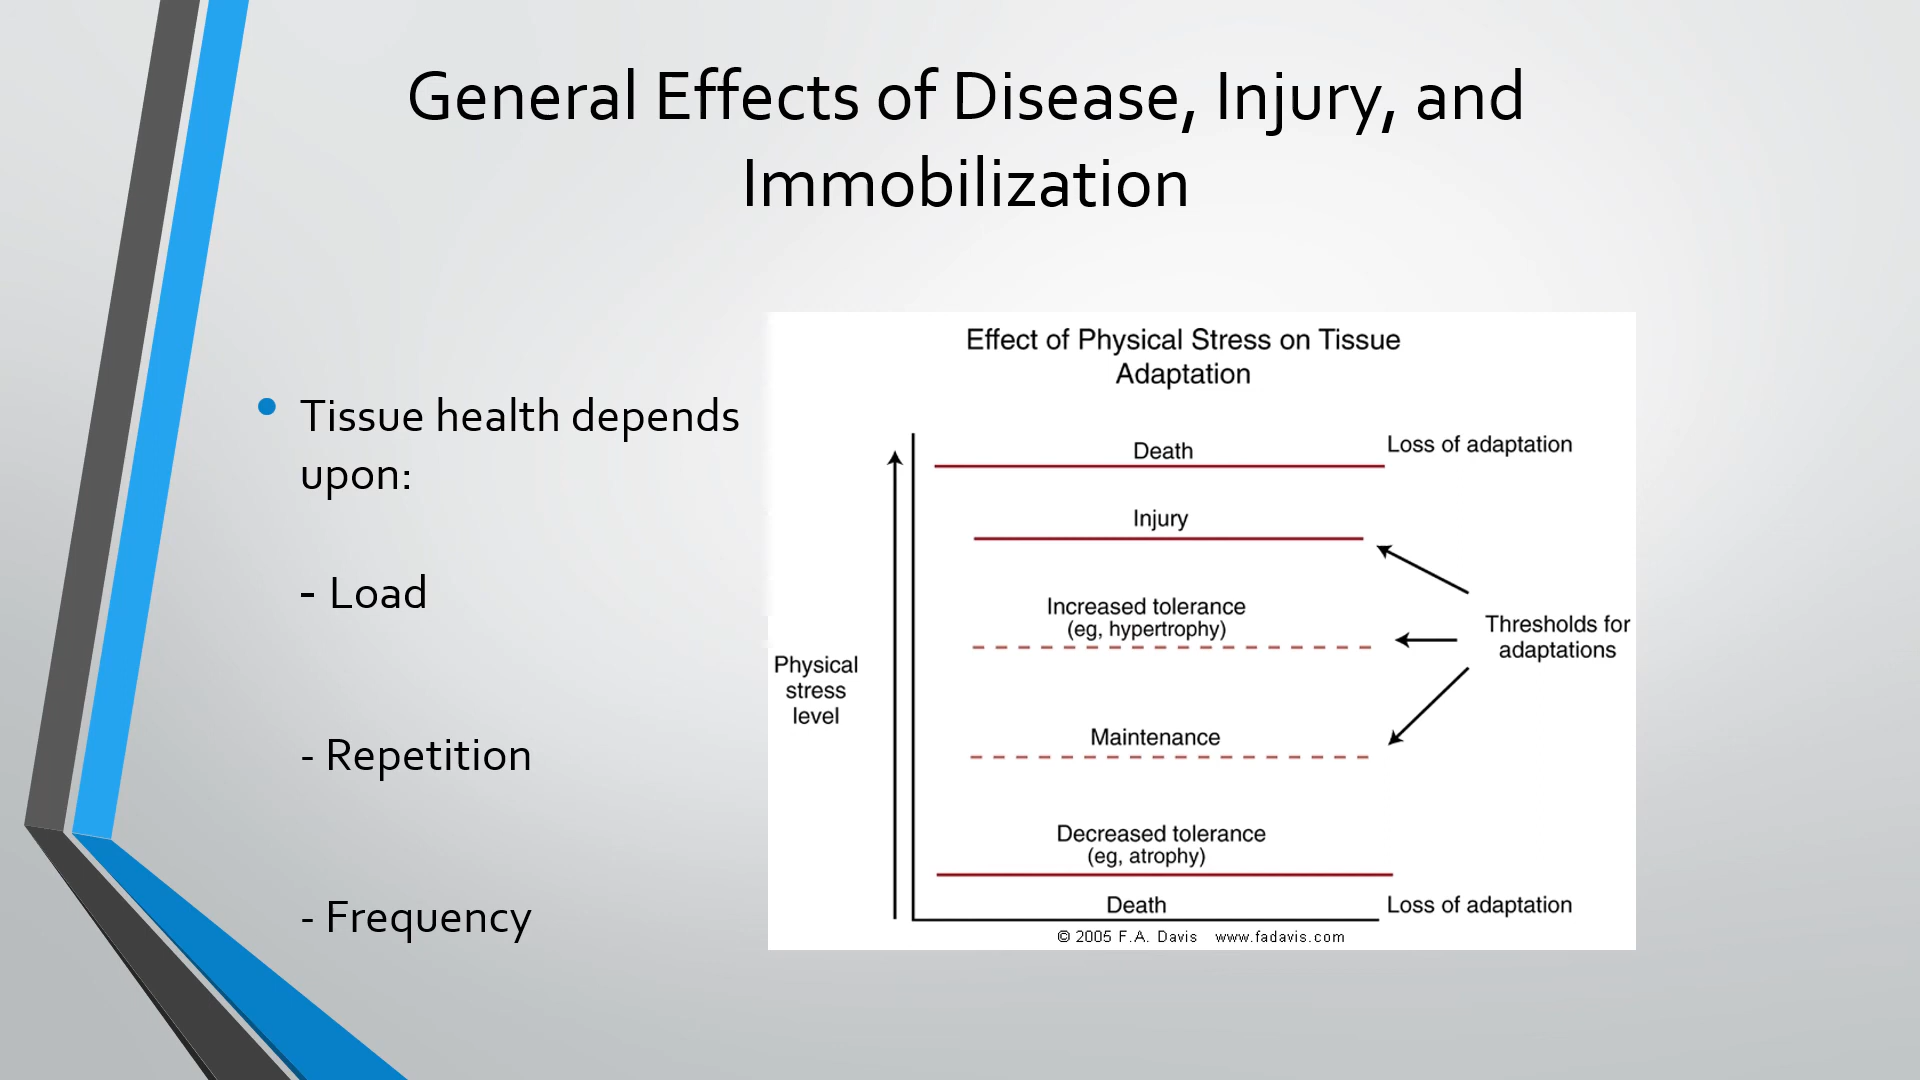 General Effects of Disease, Injury, and
Immobilization
• Tissue health depends
upon:
- Load
- Repetition
- Frequency
Effect of Physical Stress on Tissue
Adaptation
Death
Loss of adaptation
Injury
Increased tolerance
(eg, hypertrophy)
Thresholds for
adaptations
Physical
stress
level
Maintenance
Decreased tolerance
(eg, atrophy)
Death
Loss of adaptation
© 2005 F.A. Davis www.fadavis.com